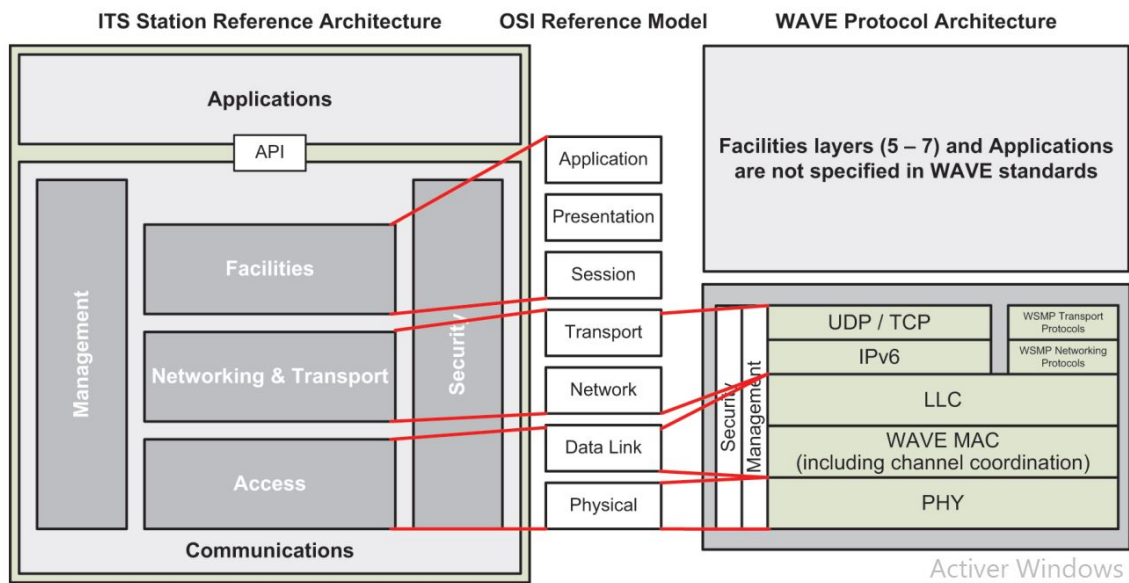 ITS Station Reference Architecture
OSI Reference Model
WAVE Protocol Architecture
Applications
API
Management
Facilities
Networking & Transport
Access
Security
Communications
Application
Presentation
Session
Transport
Network
Data Link
Physical
Facilities layers (5 – 7) and Applications
are not specified in WAVE standards
Security
Management
UDP / TCP
IPv6
WSMP Transport
Protocols
WSMP Networking
Protocols
LLC
WAVE MAC
(including channel coordination)
PHY
Activer Windows